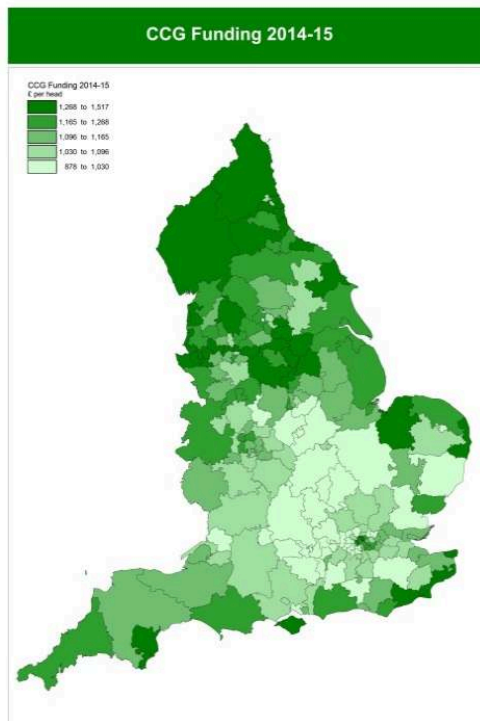 CCG Funding 2014-15
CCG Funding 2014-15
£ per head
1,268 to 1,517
1,165 to 1,268
1,096 to 1,165
1,030 to 1,096
878 to 1,030